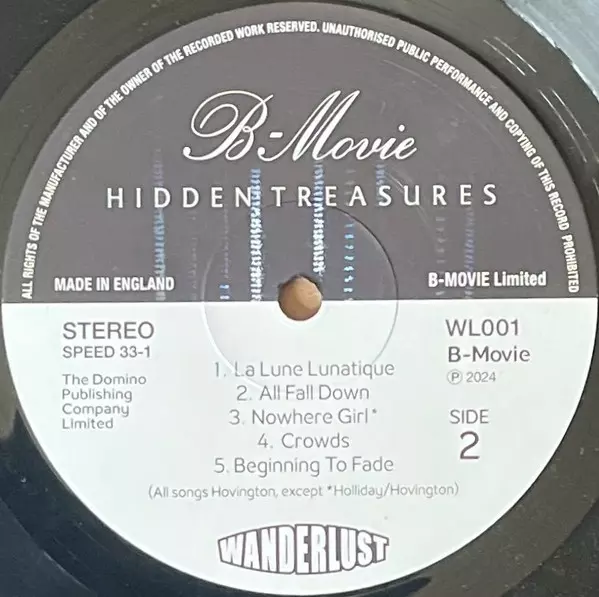 ALL RIGHTS OF THE MANUFACTURER AND OF THE OWNER OF THE RECORDED WORK RESERVED. UNAUTHORISED PUBLIC PERFORMANCE AND COPYING OF THIS RECORD PROHIBITED
B-Movie
HIDDEN TREASURES
MADE IN ENGLAND
B-MOVIE Limited
STEREO
SPEED 33-1
The Domino
Publishing
Company
Limited
WL001
B-Movie
Ⓟ 2024
SIDE
2
1. La Lune Lunatique
2. All Fall Down
3. Nowhere Girl*
4. Crowds
5. Beginning To Fade
(All songs Hovington, except *Holliday/Hovington)
WANDERLUST